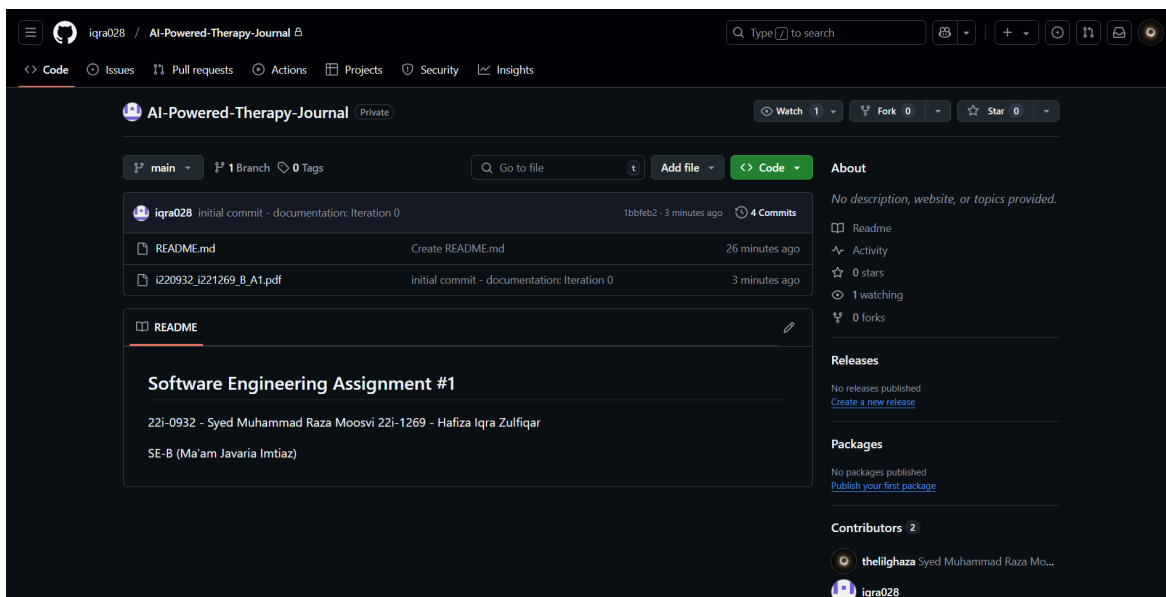 iqra028 / AI-Powered-Therapy-Journal
Type / to search
Code Issues Pull requests Actions Projects Security Insights
AI-Powered-Therapy-Journal Private
Watch 1 Fork 0 Star 0
main 1 Branch 0 Tags Go to file t Add file Code
iqra028 initial commit - documentation: Iteration 0 1bbfeb2 · 3 minutes ago 4 Commits
README.md Create README.md 26 minutes ago
i220932_i221269_B_A1.pdf initial commit - documentation: Iteration 0 3 minutes ago
README
Software Engineering Assignment #1
22i-0932 - Syed Muhammad Raza Moosvi 22i-1269 - Hafiza Iqra Zulfiqar
SE-B (Ma'am Javaria Imtiaz)
About
No description, website, or topics provided.
Readme
Activity
0 stars
1 watching
0 forks
Releases
No releases published
Create a new release
Packages
No packages published
Publish your first package
Contributors 2
thelilghaza Syed Muhammad Raza Mo...
iqra028